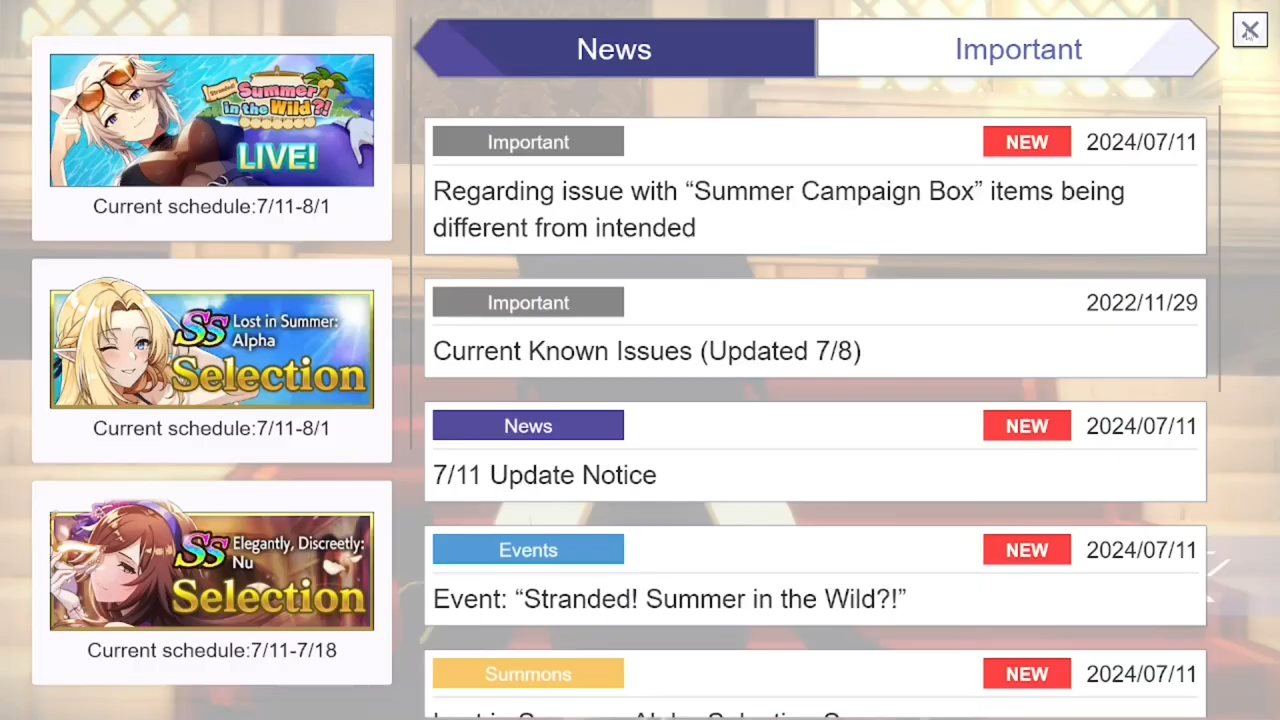 Stranded!
Summer
in the Wild?!
LIVE!
Current schedule:7/11-8/1
SS Lost in Summer:
Alpha
Selection
Current schedule:7/11-8/1
SS Elegantly, Discreetly:
Nu
Selection
Current schedule:7/11-7/18
News
Important
Important NEW 2024/07/11
Regarding issue with “Summer Campaign Box” items being
different from intended
Important 2022/11/29
Current Known Issues (Updated 7/8)
News NEW 2024/07/11
7/11 Update Notice
Events NEW 2024/07/11
Event: “Stranded! Summer in the Wild?!”
Summons NEW 2024/07/11